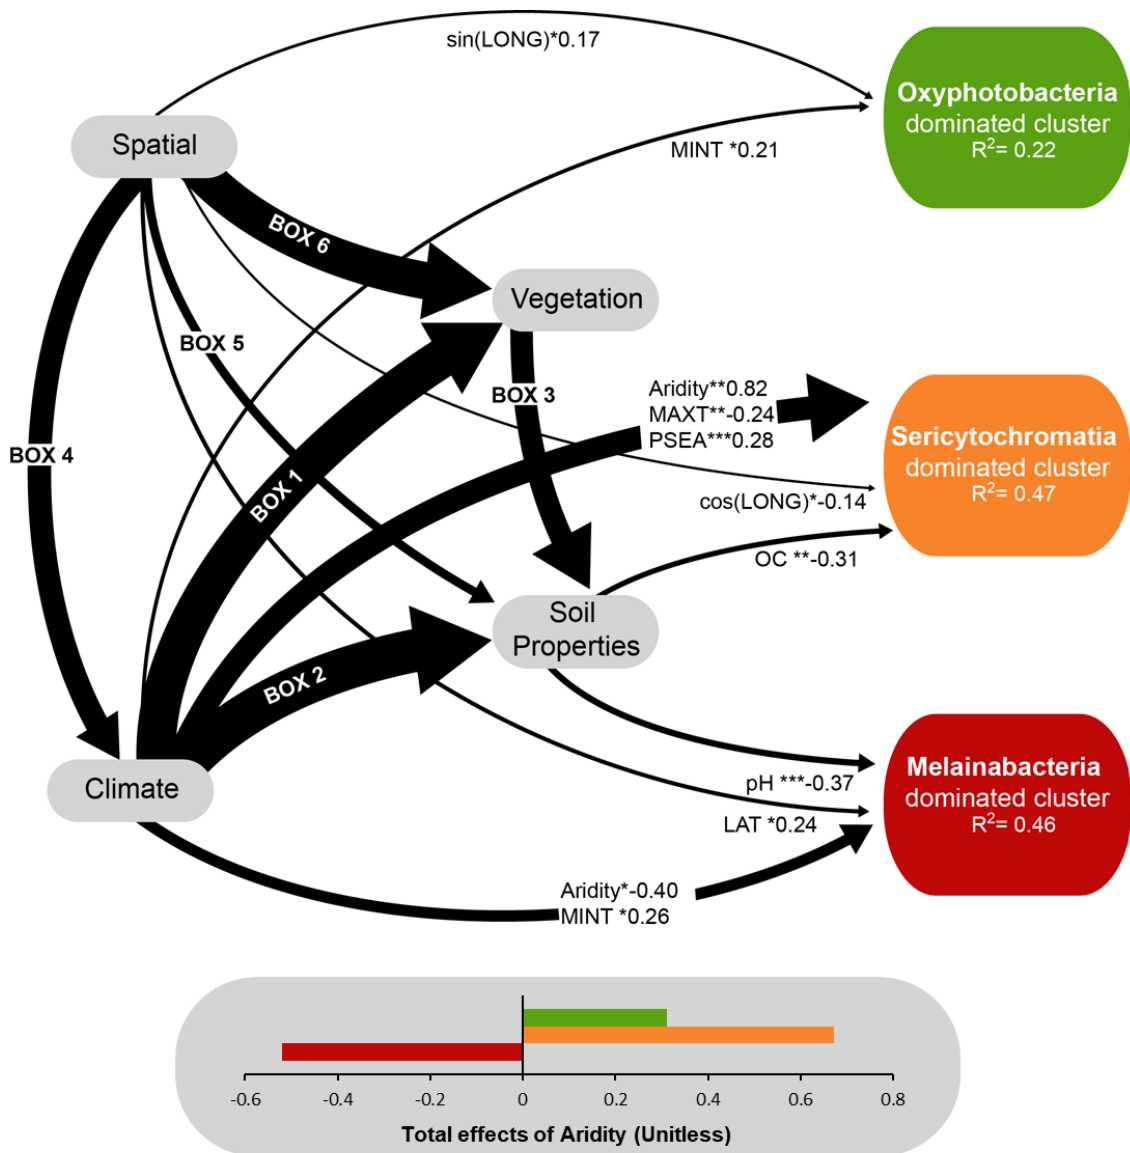 sin(LONG)*0.17
Oxyphotobacteria
dominated cluster
R²= 0.22
Spatial
MINT *0.21
BOX 6
Vegetation
BOX 5
BOX 3
Aridity**0.82
MAXT**-0.24
PSEA***0.28
Sericytochromatia
dominated cluster
R²= 0.47
BOX 4
BOX 1
cos(LONG)*-0.14
OC **-0.31
Soil
Properties
BOX 2
Climate
pH ***-0.37
LAT *0.24
Melainabacteria
dominated cluster
R²= 0.46
Aridity*-0.40
MINT *0.26
-0.6 -0.4 -0.2 0 0.2 0.4 0.6 0.8
Total effects of Aridity (Unitless)